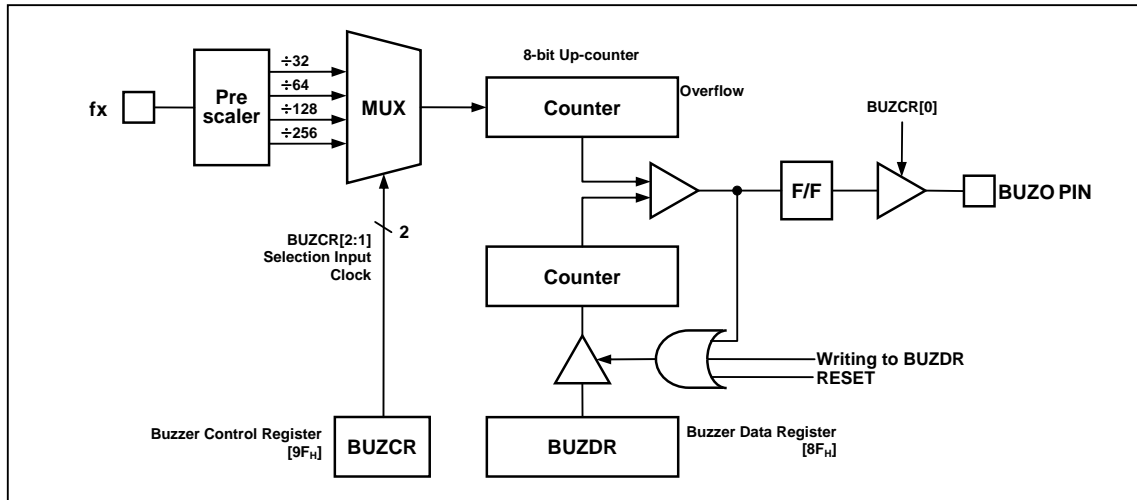 8-bit Up-counter
fx
Pre
scaler
÷32
÷64
÷128
÷256
MUX
Counter
Overflow
BUZCR[0]
F/F
BUZO PIN
2
BUZCR[2:1]
Selection Input
Clock
Counter
Writing to BUZDR
RESET
Buzzer Control Register
[9FH]
BUZCR
BUZDR
Buzzer Data Register
[8FH]